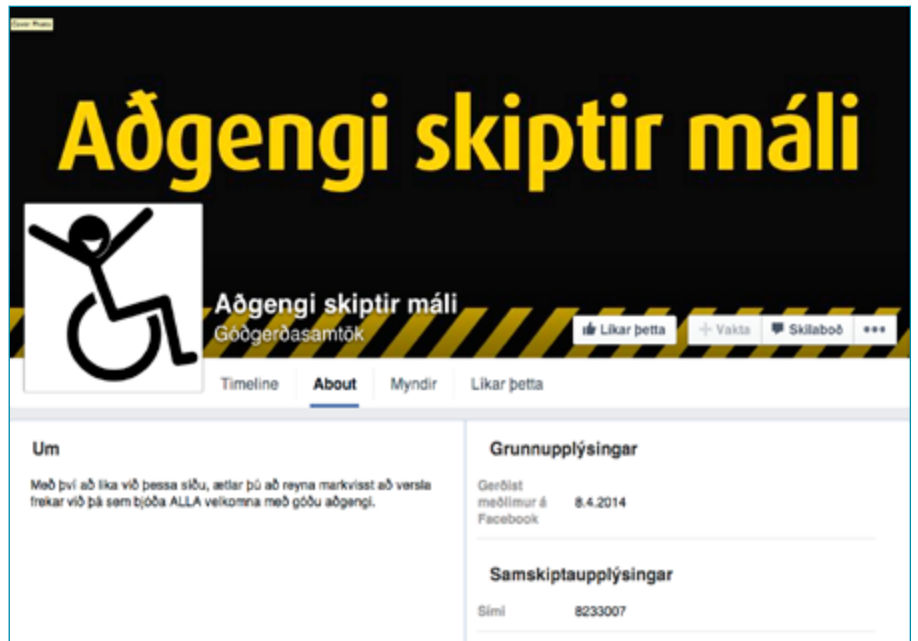 Cover Photo
Aðgengi skiptir máli
Aðgengi skiptir máli
Góðgerðasamtök
Líkar þetta
Vakta
Skilaboð
Timeline
About
Myndir
Líkar þetta
Um
Með því að líka við þessa síðu, ætlar þú að reyna markvisst að versla
frekar við þá sem bjóða ALLA velkomna með góðu aðgengi.
Grunnupplýsingar
Gerðist
meðlimur á
Facebook
8.4.2014
Samskiptaupplýsingar
Sími
8233007